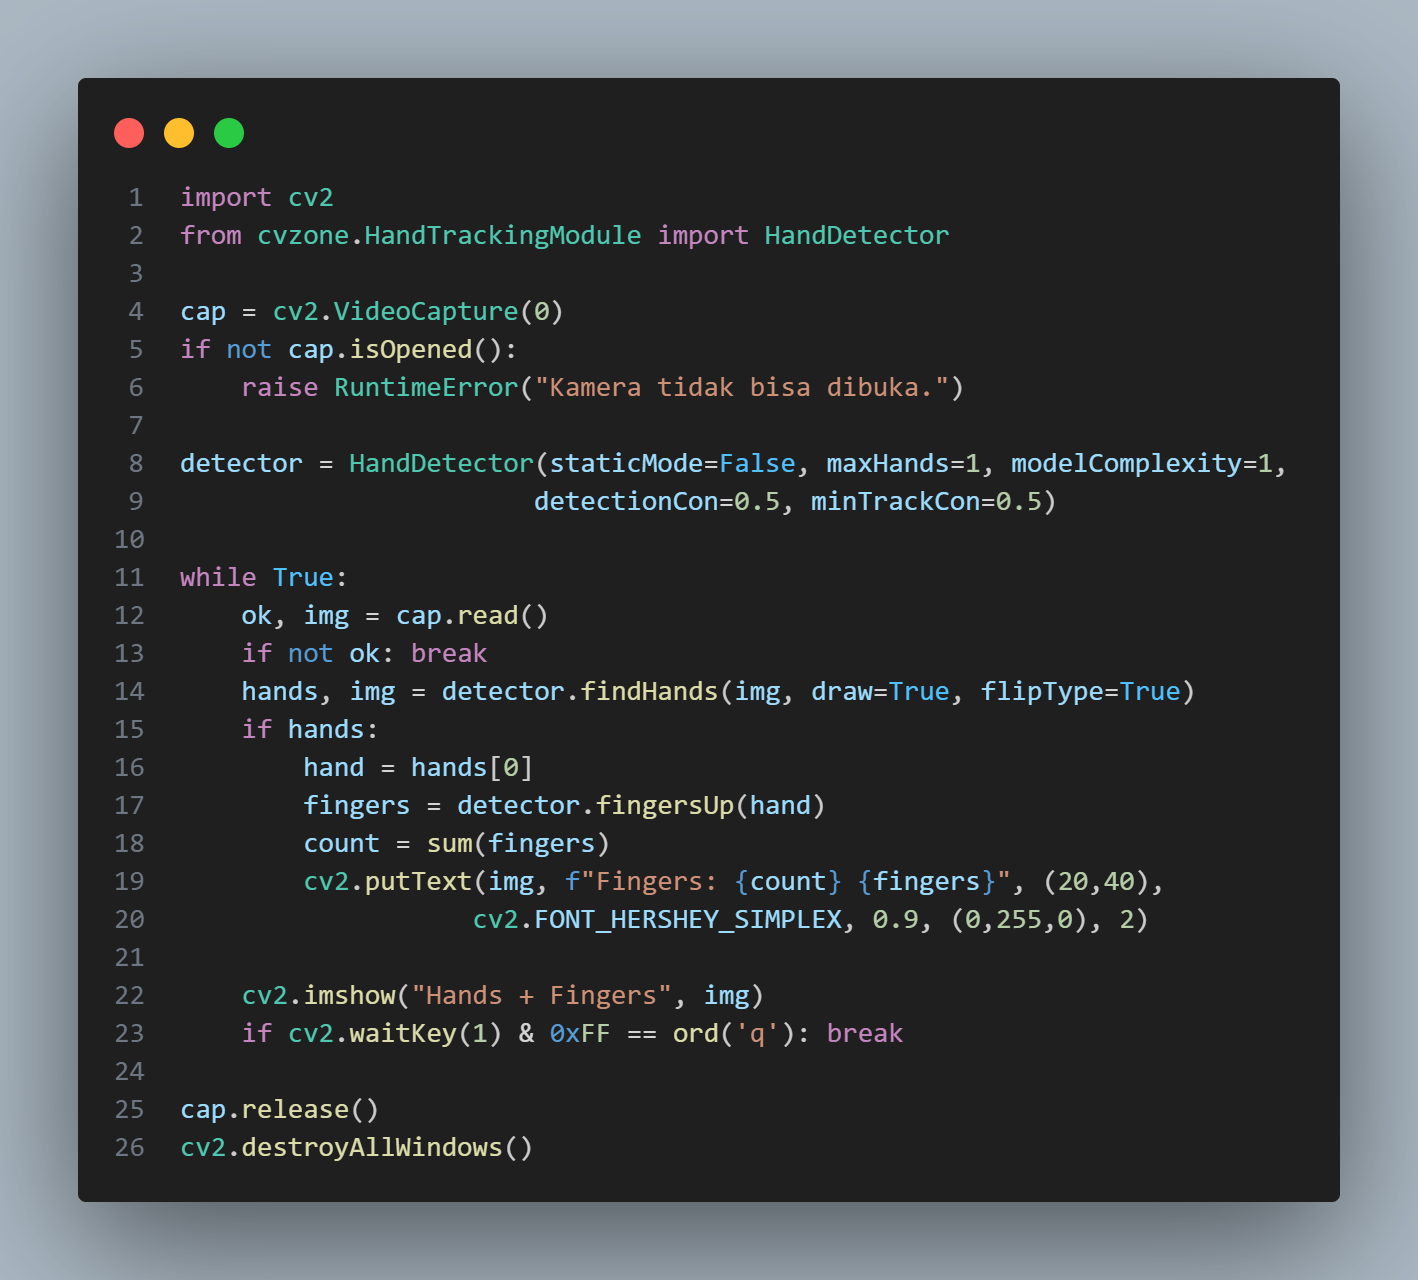 1 import cv2
2 from cvzone.HandTrackingModule import HandDetector
3
4 cap = cv2.VideoCapture(0)
5 if not cap.isOpened():
6     raise RuntimeError("Kamera tidak bisa dibuka.")
7
8 detector = HandDetector(staticMode=False, maxHands=1, modelComplexity=1,
9                        detectionCon=0.5, minTrackCon=0.5)
10
11 while True:
12     ok, img = cap.read()
13     if not ok: break
14     hands, img = detector.findHands(img, draw=True, flipType=True)
15     if hands:
16         hand = hands[0]
17         fingers = detector.fingersUp(hand)
18         count = sum(fingers)
19         cv2.putText(img, f"Fingers: {count} {fingers}", (20,40),
20                    cv2.FONT_HERSHEY_SIMPLEX, 0.9, (0,255,0), 2)
21
22     cv2.imshow("Hands + Fingers", img)
23     if cv2.waitKey(1) & 0xFF == ord('q'): break
24
25 cap.release()
26 cv2.destroyAllWindows()